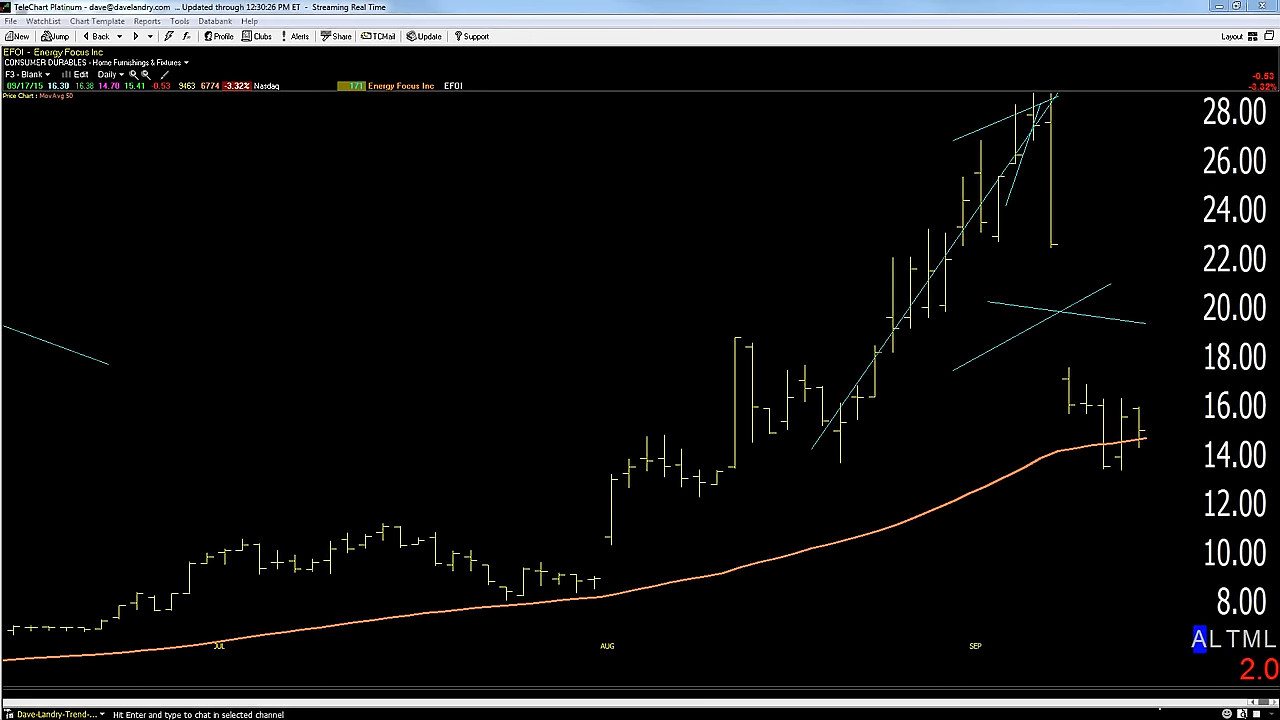 TeleChart Platinum - dave@davelandry.com ... Updated through 12:30:26 PM ET - Streaming Real Time
File WatchList Chart Template Reports Tools Databank Help
New Jump Back Profile Clubs Alerts Share TCMail Update Support Layout
EFOI - Energy Focus Inc
CONSUMER DURABLES - Home Furnishings & Fixtures
F3 - Blank Edit Daily
-0.53
09/17/15 16.30 16.38 14.70 15.41 -0.53 9463 6774 -3.32% Nasdaq 171 Energy Focus Inc EFOI
-3.32%
Price Chart : MovAvg 50
28.00
26.00
24.00
22.00
20.00
18.00
16.00
14.00
12.00
10.00
8.00
JUL AUG SEP
ALTML
2.0
Dave-Landry-Trend-... Hit Enter and type to chat in selected channel